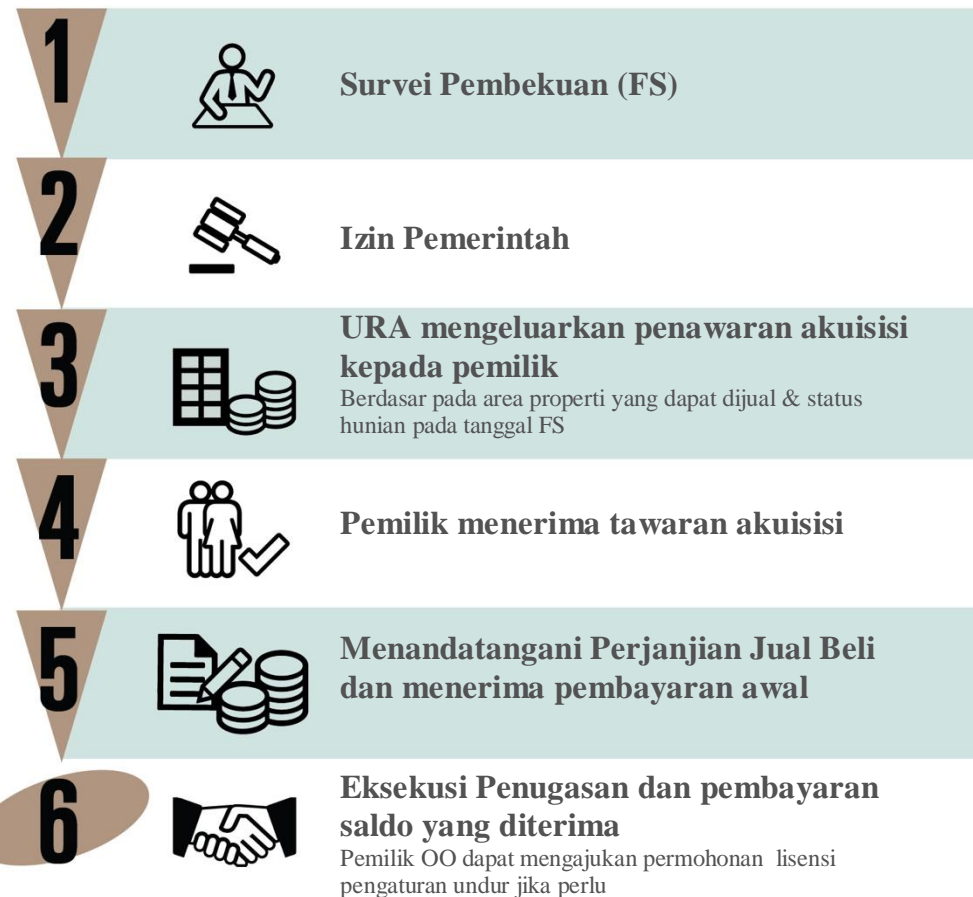 1
Survei Pembekuan (FS)
2
Izin Pemerintah
3
URA mengeluarkan penawaran akuisisi
kepada pemilik
Berdasar pada area properti yang dapat dijual & status
hunian pada tanggal FS
4
Pemilik menerima tawaran akuisisi
5
Menandatangani Perjanjian Jual Beli
dan menerima pembayaran awal
6
Eksekusi Penugasan dan pembayaran
saldo yang diterima
Pemilik OO dapat mengajukan permohonan lisensi
pengaturan undur jika perlu